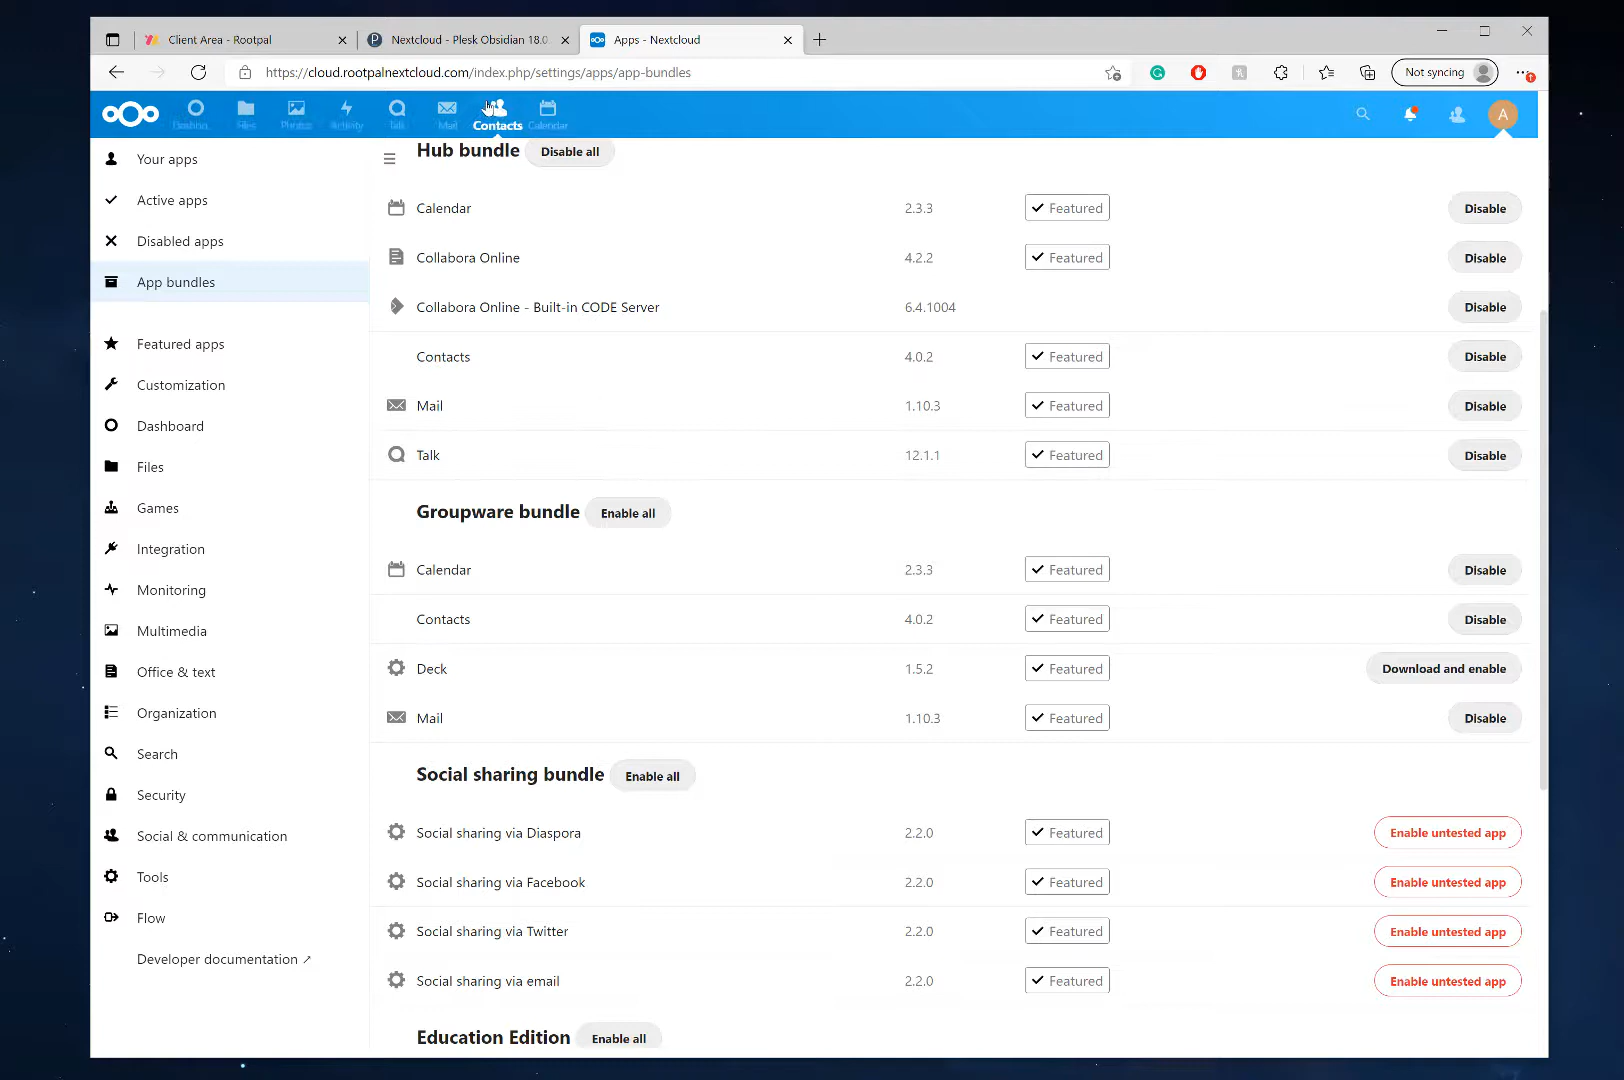 Client Area - Rootpal
Nextcloud - Plesk Obsidian 18.0
Apps - Nextcloud
https://cloud.rootpalnextcloud.com/index.php/settings/apps/app-bundles
Not syncing
Files
Photos
Activity
Talk
Mail
Contacts
Calendar
A
Your apps
Active apps
Disabled apps
App bundles
Featured apps
Customization
Dashboard
Files
Games
Integration
Monitoring
Multimedia
Office & text
Organization
Search
Security
Social & communication
Tools
Flow
Developer documentation ↗
Hub bundle Disable all
Calendar 2.3.3 Featured Disable
Collabora Online 4.2.2 Featured Disable
Collabora Online - Built-in CODE Server 6.4.1004 Disable
Contacts 4.0.2 Featured Disable
Mail 1.10.3 Featured Disable
Talk 12.1.1 Featured Disable
Groupware bundle Enable all
Calendar 2.3.3 Featured Disable
Contacts 4.0.2 Featured Disable
Deck 1.5.2 Featured Download and enable
Mail 1.10.3 Featured Disable
Social sharing bundle Enable all
Social sharing via Diaspora 2.2.0 Featured Enable untested app
Social sharing via Facebook 2.2.0 Featured Enable untested app
Social sharing via Twitter 2.2.0 Featured Enable untested app
Social sharing via email 2.2.0 Featured Enable untested app
Education Edition Enable all